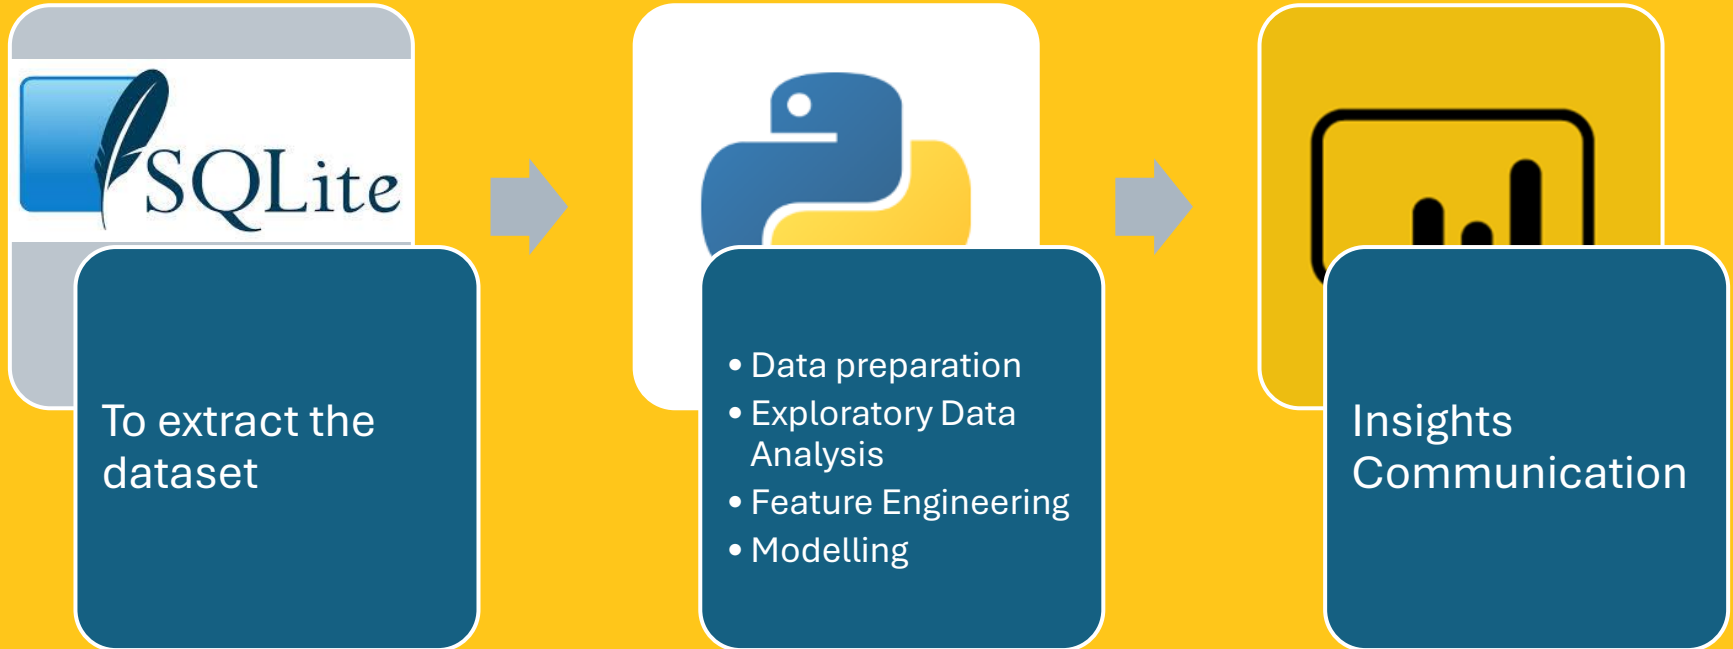 SQLite
To extract the
dataset
• Data preparation
• Exploratory Data
Analysis
• Feature Engineering
• Modelling
Insights
Communication